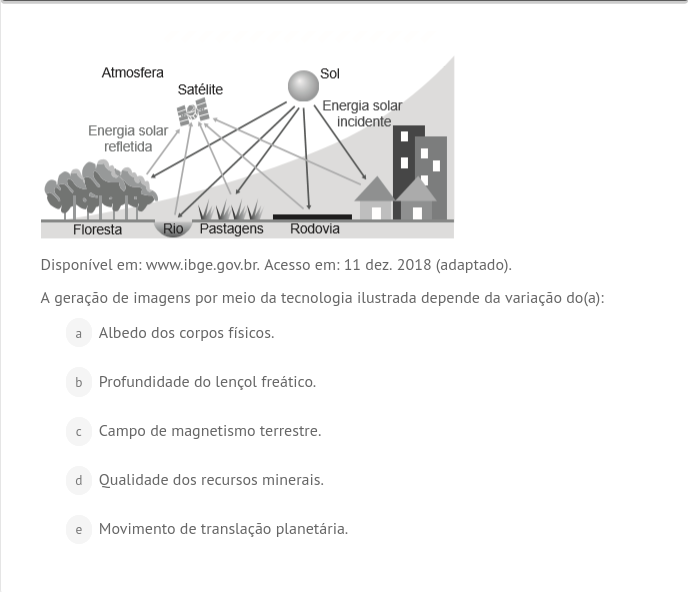 Atmosfera
Sol
Satélite
Energia solar
incidente
Energia solar
refletida
Floresta
Rio
Pastagens
Rodovia
Disponível em: www.ibge.gov.br. Acesso em: 11 dez. 2018 (adaptado).
A geração de imagens por meio da tecnologia ilustrada depende da variação do(a):
a Albedo dos corpos físicos.
b Profundidade do lençol freático.
c Campo de magnetismo terrestre.
d Qualidade dos recursos minerais.
e Movimento de translação planetária.